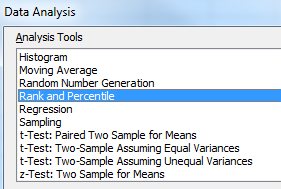 Data Analysis
Analysis Tools
Histogram
Moving Average
Random Number Generation
Rank and Percentile
Regression
Sampling
t-Test: Paired Two Sample for Means
t-Test: Two-Sample Assuming Equal Variances
t-Test: Two-Sample Assuming Unequal Variances
z-Test: Two Sample for Means